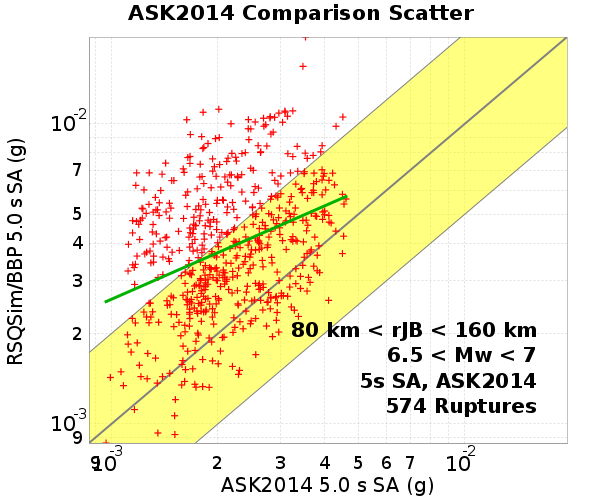 ASK2014 Comparison Scatter
RSQSim/BBP 5.0 s SA (g)
10-2
7
5
4
3
2
10-3
9
80 km < rJB < 160 km
6.5 < Mw < 7
5s SA, ASK2014
574 Ruptures
9 10-3 2 3 4 5 6 7 10-2
ASK2014 5.0 s SA (g)